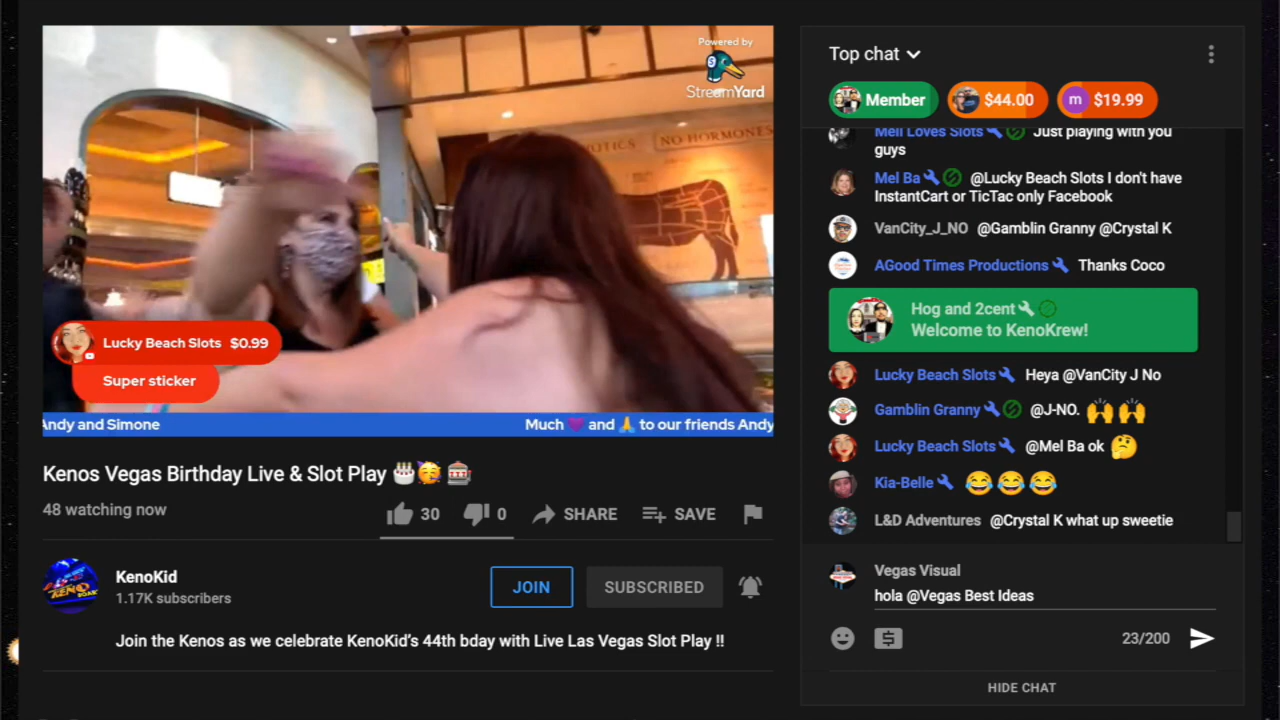 Powered by
StreamYard
NO HORMONES
Lucky Beach Slots $0.99
Super sticker
Andy and Simone
Much 💜 and 🙏 to our friends Andy
Kenos Vegas Birthday Live & Slot Play 🎂🥳 🎰
48 watching now
30
0
SHARE
SAVE
KenoKid
1.17K subscribers
JOIN
SUBSCRIBED
Join the Kenos as we celebrate KenoKid's 44th bday with Live Las Vegas Slot Play !!
Top chat
Member
$44.00
m $19.99
Mell Loves Slots Just playing with you
guys
Mel Ba @Lucky Beach Slots I don't have
InstantCart or TicTac only Facebook
VanCity_J_NO @Gamblin Granny @Crystal K
AGood Times Productions Thanks Coco
Hog and 2cent
Welcome to KenoKrew!
Lucky Beach Slots Heya @VanCity J No
Gamblin Granny @J-NO. 🙌 🙌
Lucky Beach Slots @Mel Ba ok 🤔
Kia-Belle 😂 😂 😂
L&D Adventures @Crystal K what up sweetie
Vegas Visual
hola @Vegas Best Ideas
23/200
HIDE CHAT